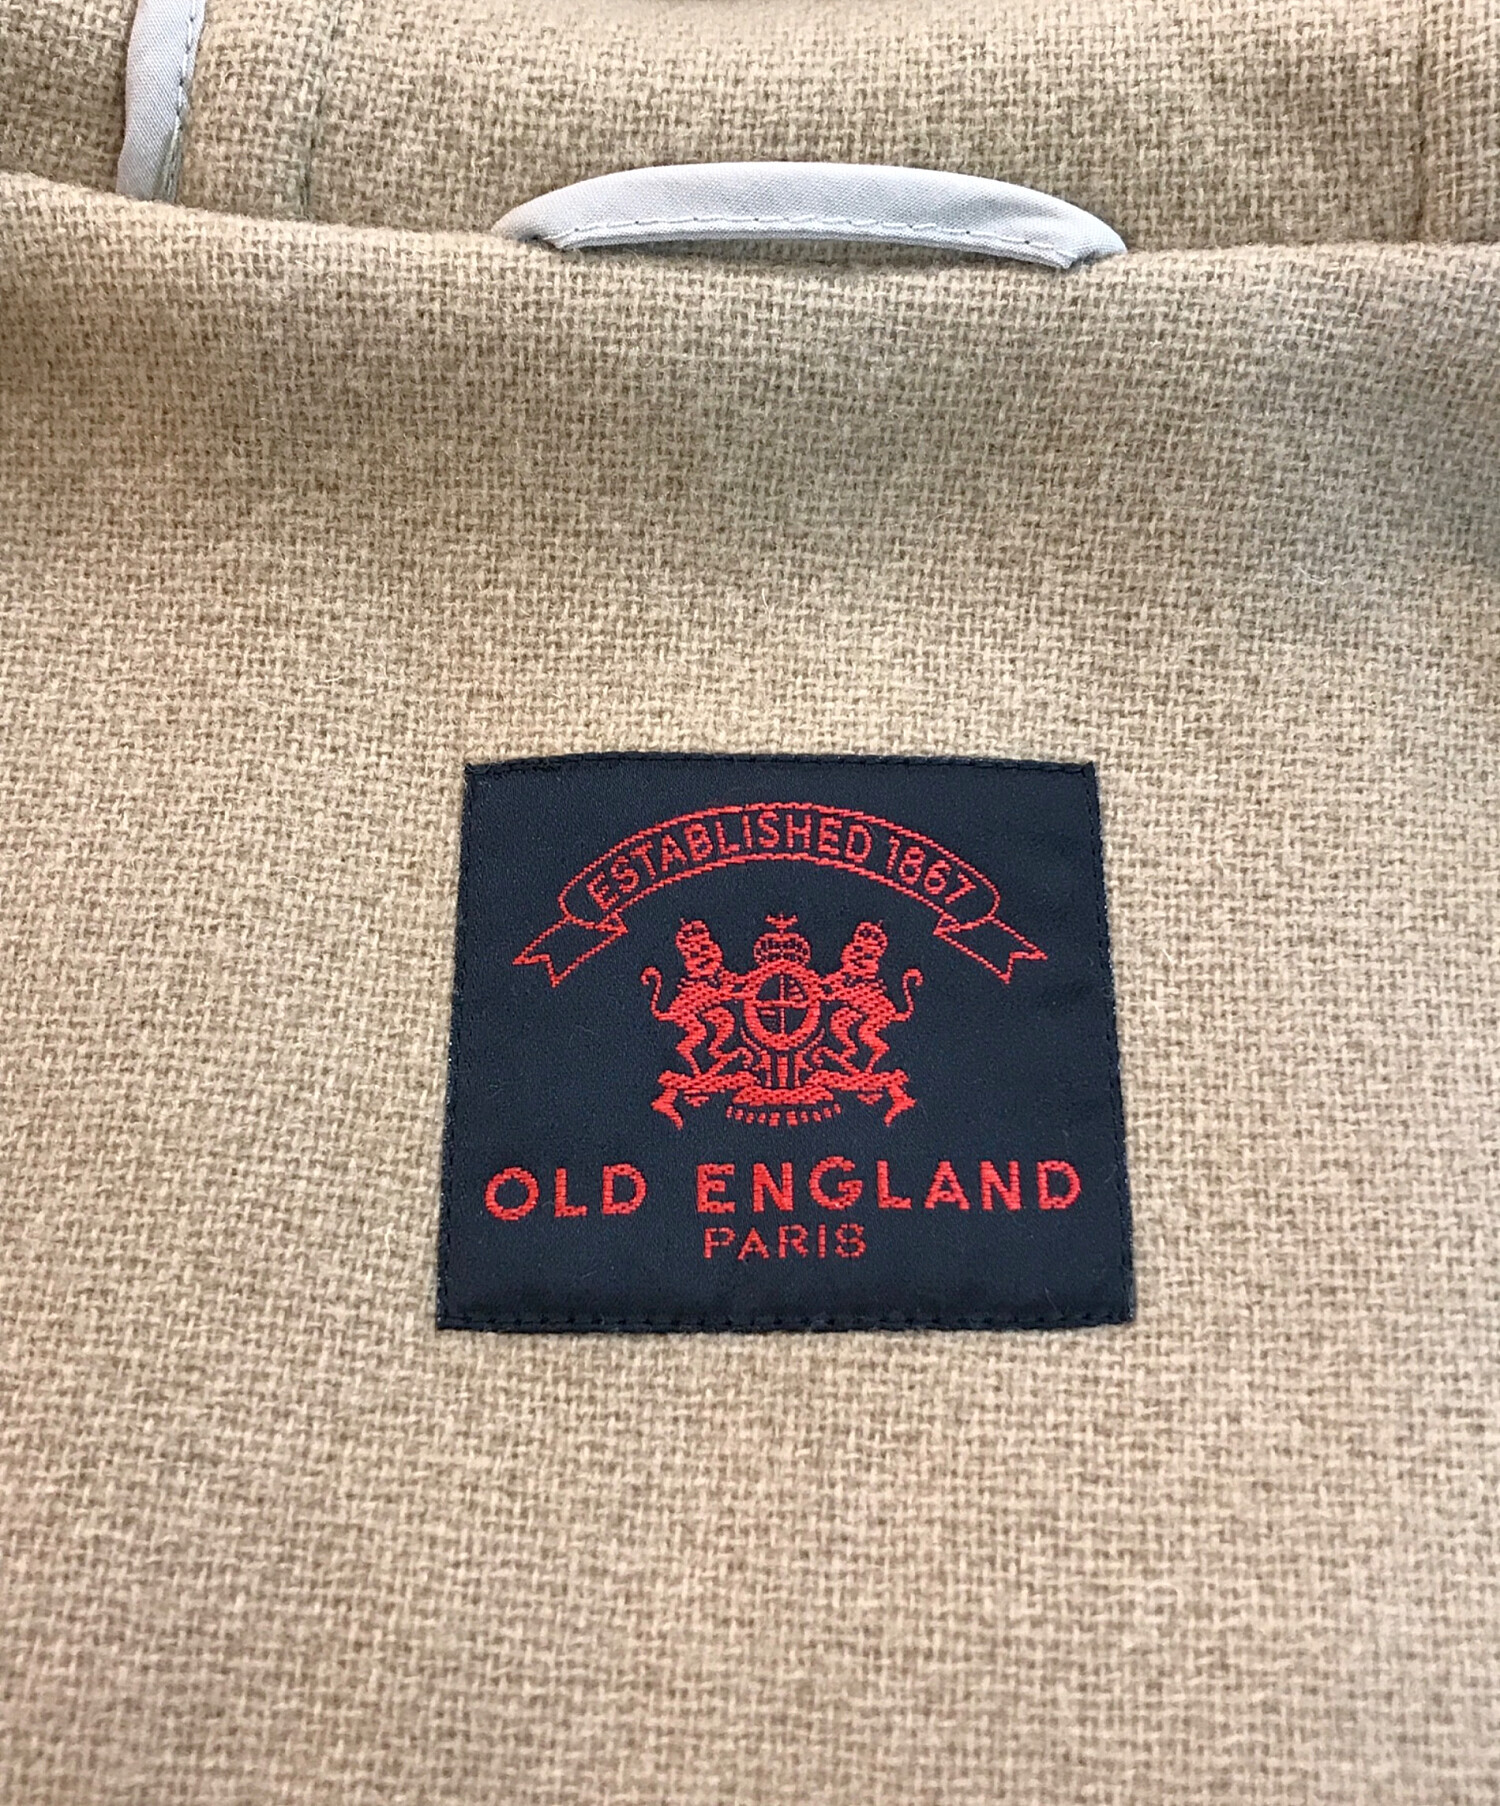 ESTABLISHED 1867
OLD ENGLAND
PARIS